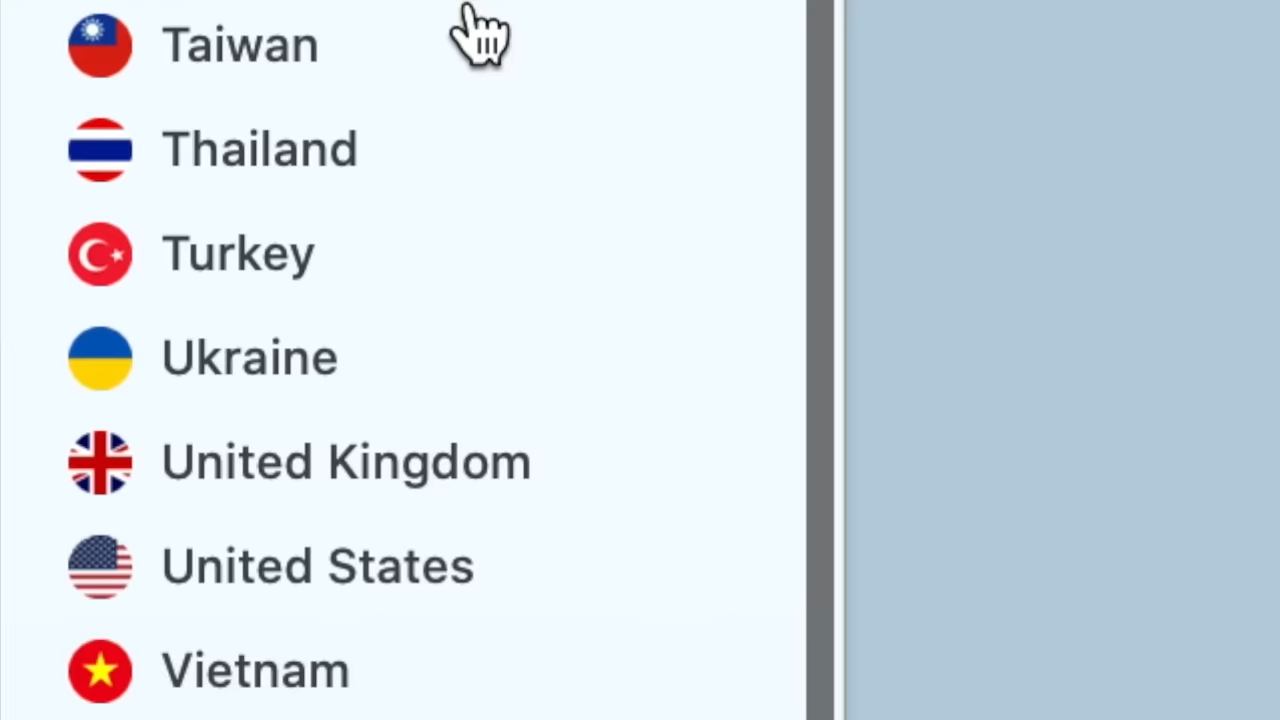 Taiwan
Thailand
Turkey
Ukraine
United Kingdom
United States
Vietnam